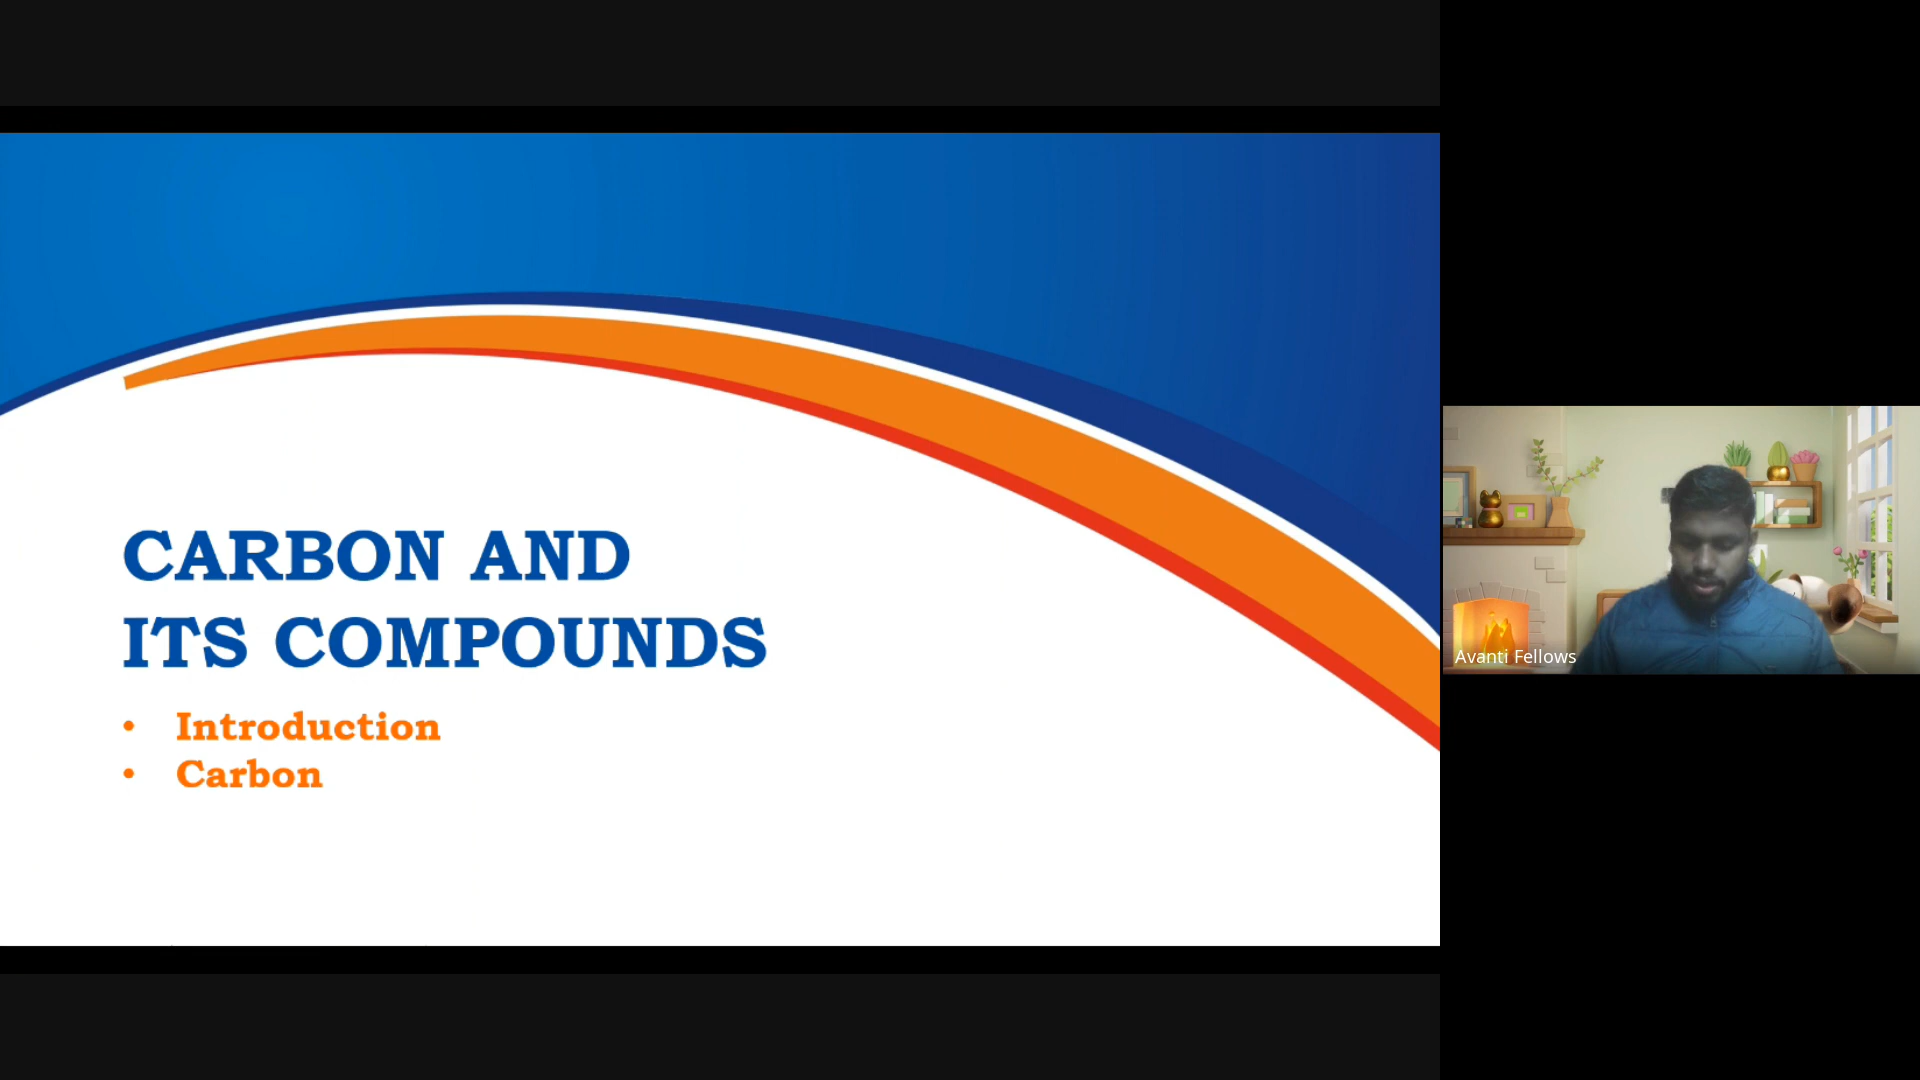 CARBON AND
ITS COMPOUNDS
• Introduction
• Carbon
Avanti Fellows